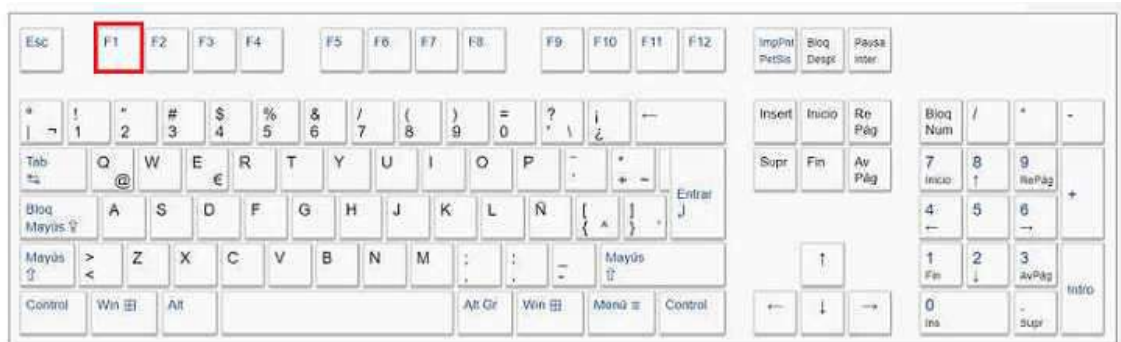 Esc F1 F2 F3 F4 F5 F6 F7 F8 F9 F10 F11 F12 ImpPnt Bloq Pausa
PetSis Despl Inter
° ! " # $ % & / ( ) = ? ¡ ← Insert Inicio Re Bloq / * -
| ¬ 1 2 3 4 5 6 7 8 9 0 ' \ ¿ Pág Num
Tab Q W E R T Y U I O P ¨ * Supr Fin Av 7 8 9
@ € ´ + ~ Entrar Pág Inicio ↑ RePág +
Bloq A S D F G H J K L Ñ [ ] 4 5 6
Mayús ⇧ { ^ } ← →
Mayús > Z X C V B N M ; : _ Mayús ↑ 1 2 3
⇧ < , . - ⇧ Fin ↓ AvPág Intro
Control Win Alt Alt Gr Win Menú ≡ Control ← ↓ → 0 .
Ins Supr